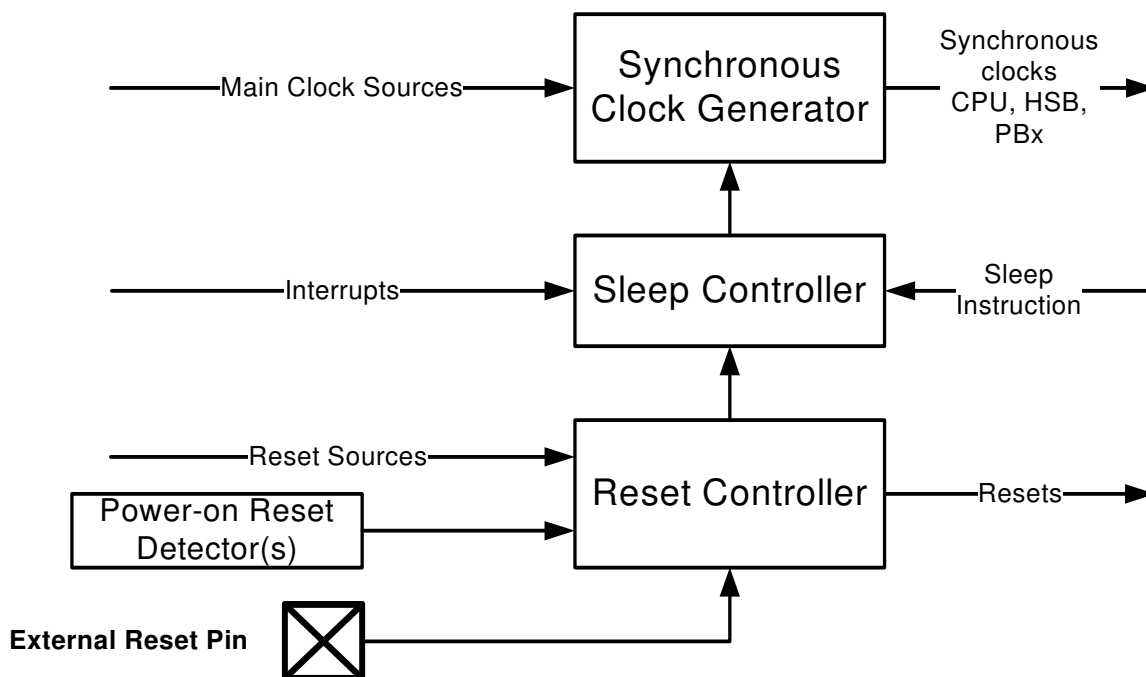 Main Clock Sources
Synchronous
Clock Generator
Synchronous
clocks
CPU, HSB,
PBx
Interrupts
Sleep Controller
Sleep
Instruction
Reset Sources
Power-on Reset
Detector(s)
Reset Controller
Resets
External Reset Pin